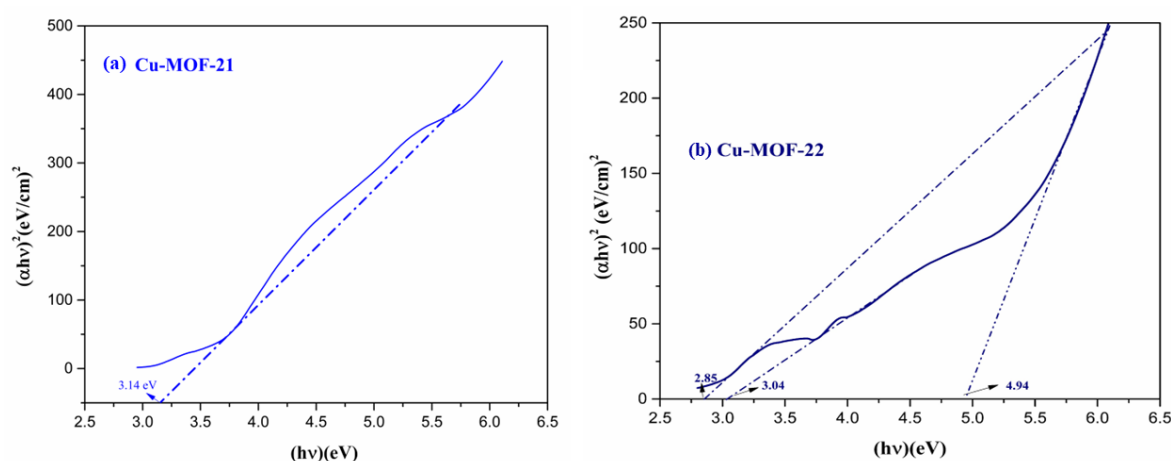 (a) Cu-MOF-21
(αhν)²(eV/cm)²
500
400
300
200
100
0
3.14 eV
2.5 3.0 3.5 4.0 4.5 5.0 5.5 6.0 6.5
(hν)(eV)
(b) Cu-MOF-22
(αhν)² (eV/cm)²
250
200
150
100
50
0
2.85
3.04
4.94
2.5 3.0 3.5 4.0 4.5 5.0 5.5 6.0 6.5
(hν)(eV)